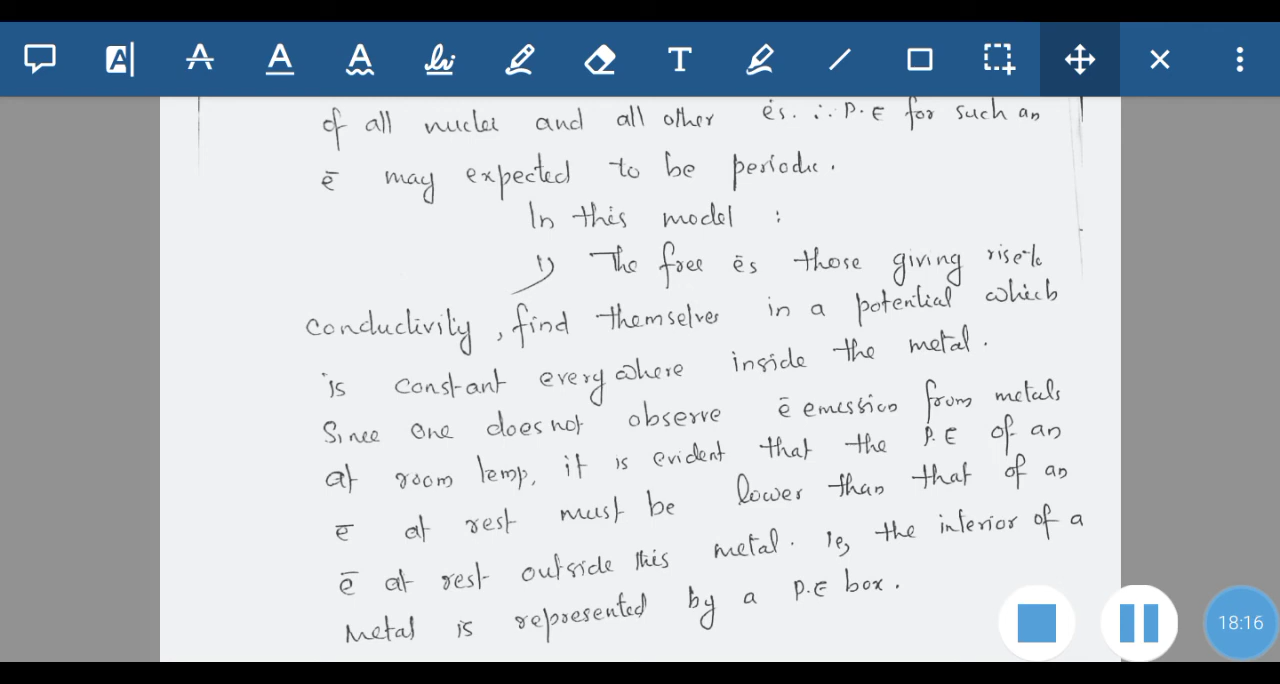 of all nuclei and all other ēs. ∴ P.E for such an
ē may expected to be periodic.
In this model :
1) The free ēs those giving rise to
conductivity, find themselves in a potential which
is constant everywhere inside the metal.
Since one does not observe ē emission from metals
at room temp, it is evident that the P.E of an
ē at rest must be lower than that of an
ē at rest outside this metal. ie, the interior of a
Metal is represented by a P.E box.
18:16